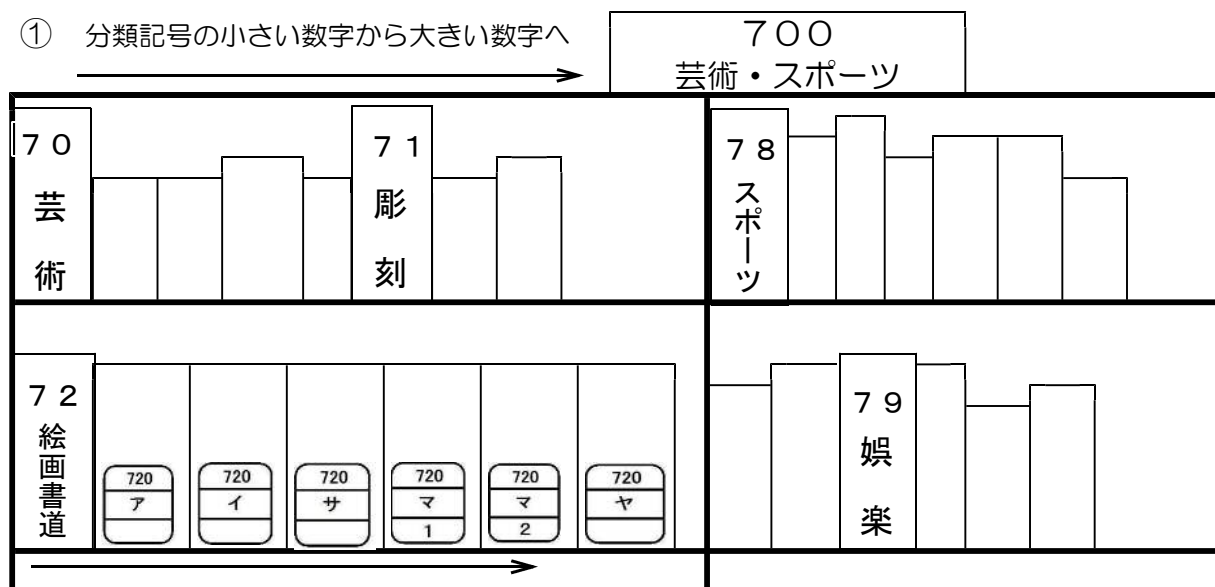 ① 分類記号の小さい数字から大きい数字へ
700
芸術・スポーツ
70
芸術
71
彫刻
78
スポーツ
72
絵画書道
720
ア
720
イ
720
サ
720
マ
1
720
マ
2
720
ヤ
79
娯楽